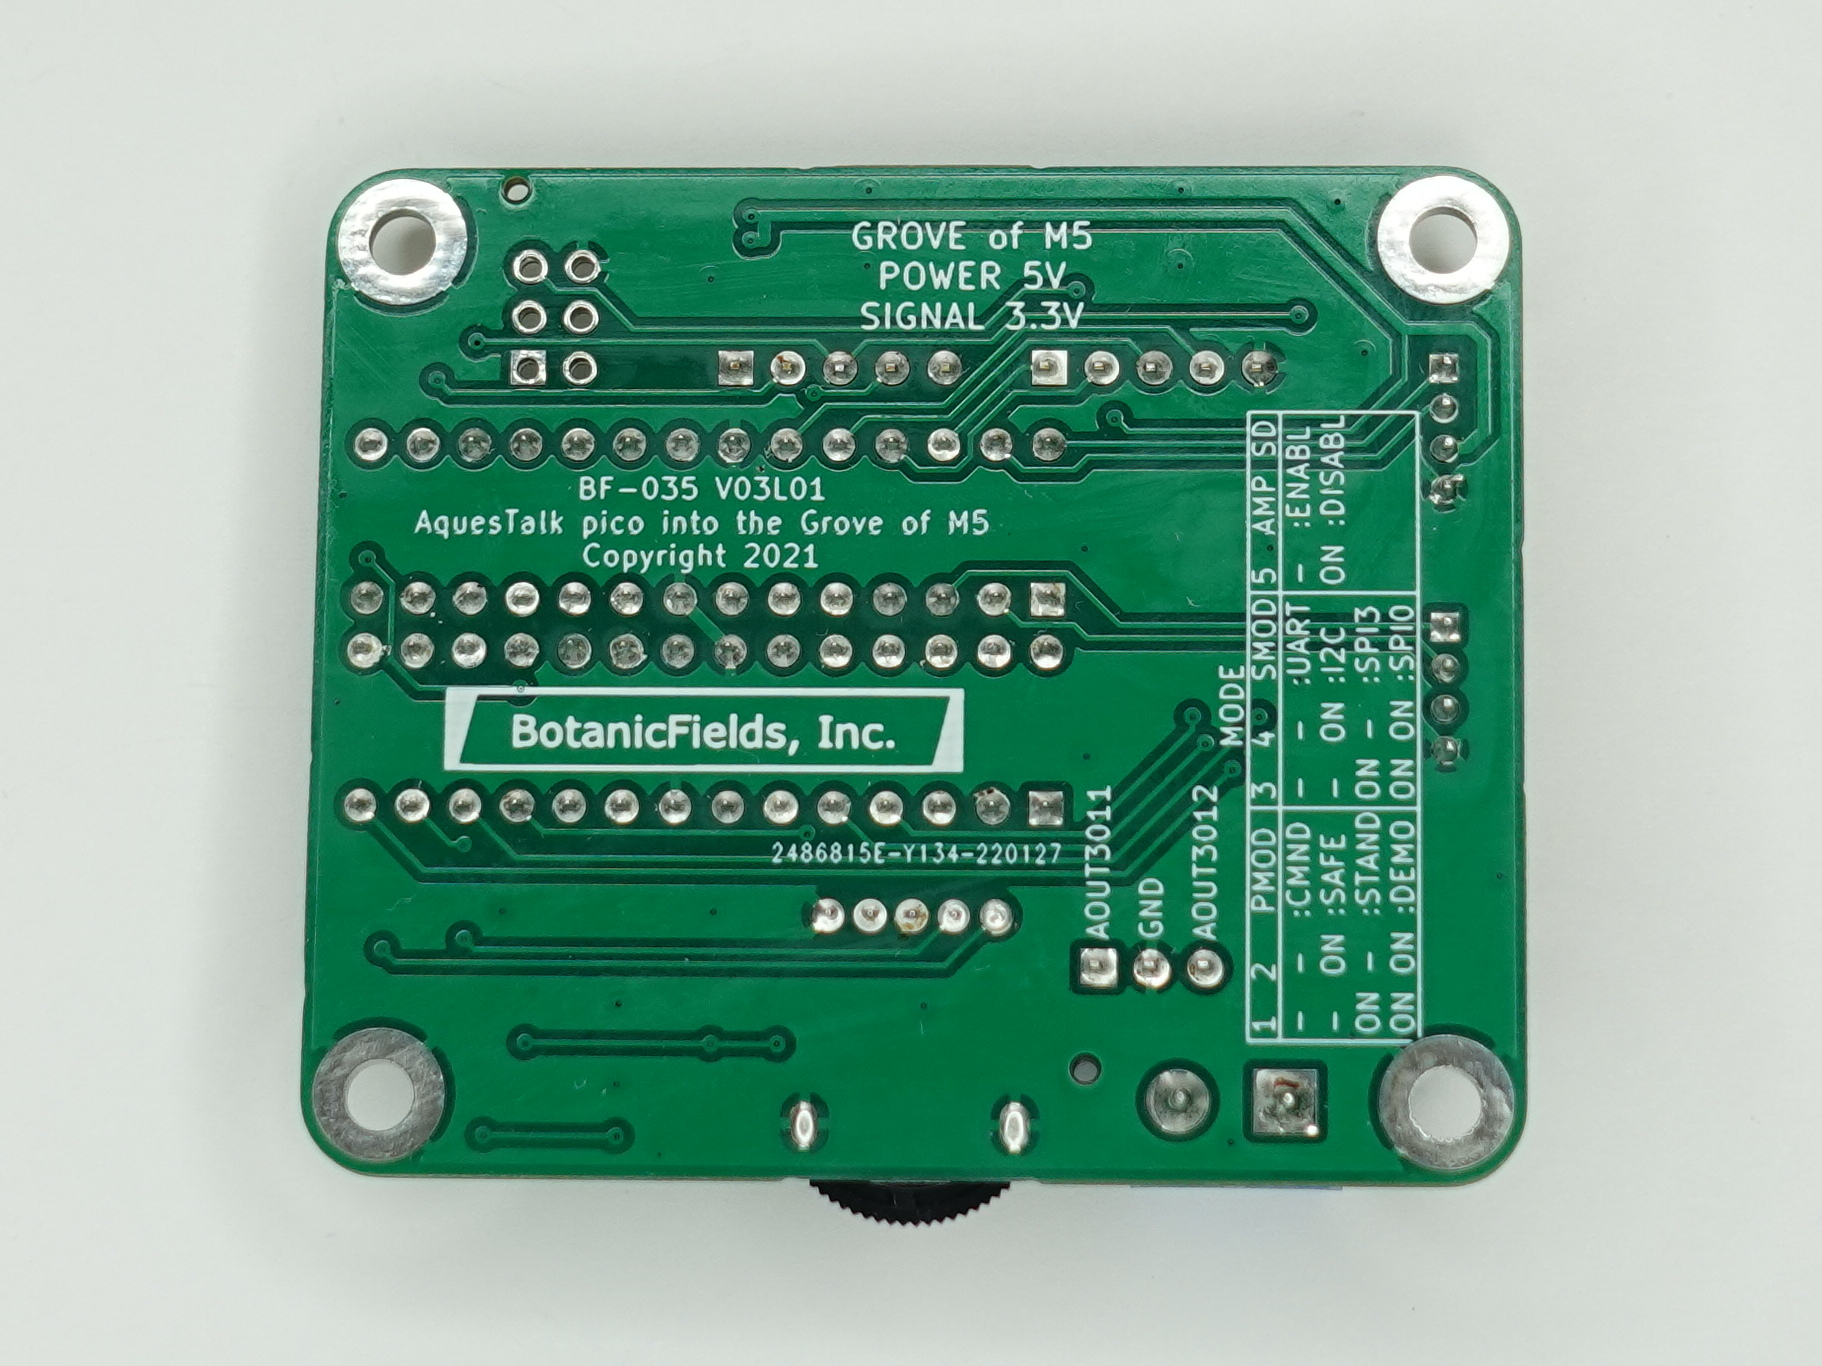 GROVE of M5
POWER 5V
SIGNAL 3.3V
BF-035 V03L01
AquesTalk pico into the Grove of M5
Copyright 2021
BotanicFields, Inc.
2486815E-Y134-220127
AOUT3011
GND
AOUT3012
MODE
1 2 PMOD 3 4 SMOD 5 AMP SD
- - :CMND - - :UART - :ENABL
- ON :SAFE - ON :I2C ON :DISABL
ON - :STAND ON - :SPI3
ON ON :DEMO ON ON :SPI0